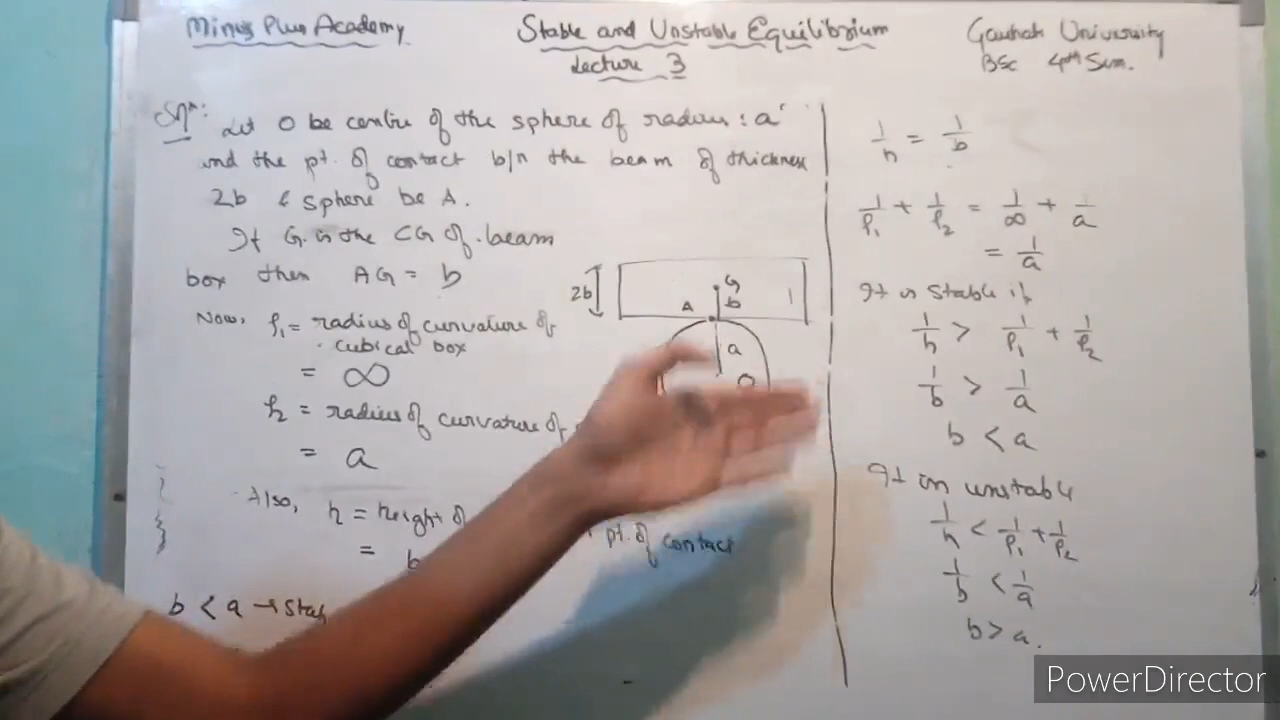 Minus Plus Academy
Stable and Unstable Equilibrium
Lecture 3
Gauhati University
BSc 4th Sem.
Solⁿ:
Let O be centre of the sphere of radius: a
and the pt. of contact b/n the beam of thickness
2b & sphere be A.
If G is the CG of beam
box then AG = b
Now, ρ₁ = radius of curvature of
cubical box
= ∞
ρ₂ = radius of curvature of
= a
Also, h = height of
pt. of contact
= b
b < a → Stab
2b
G
b
A
a
O
1/h = 1/b
1/ρ₁ + 1/ρ₂ = 1/∞ + 1/a
= 1/a
It is stable if
1/h > 1/ρ₁ + 1/ρ₂
1/b > 1/a
b < a
It is unstable
1/h < 1/ρ₁ + 1/ρ₂
1/b < 1/a
b > a.
PowerDirector